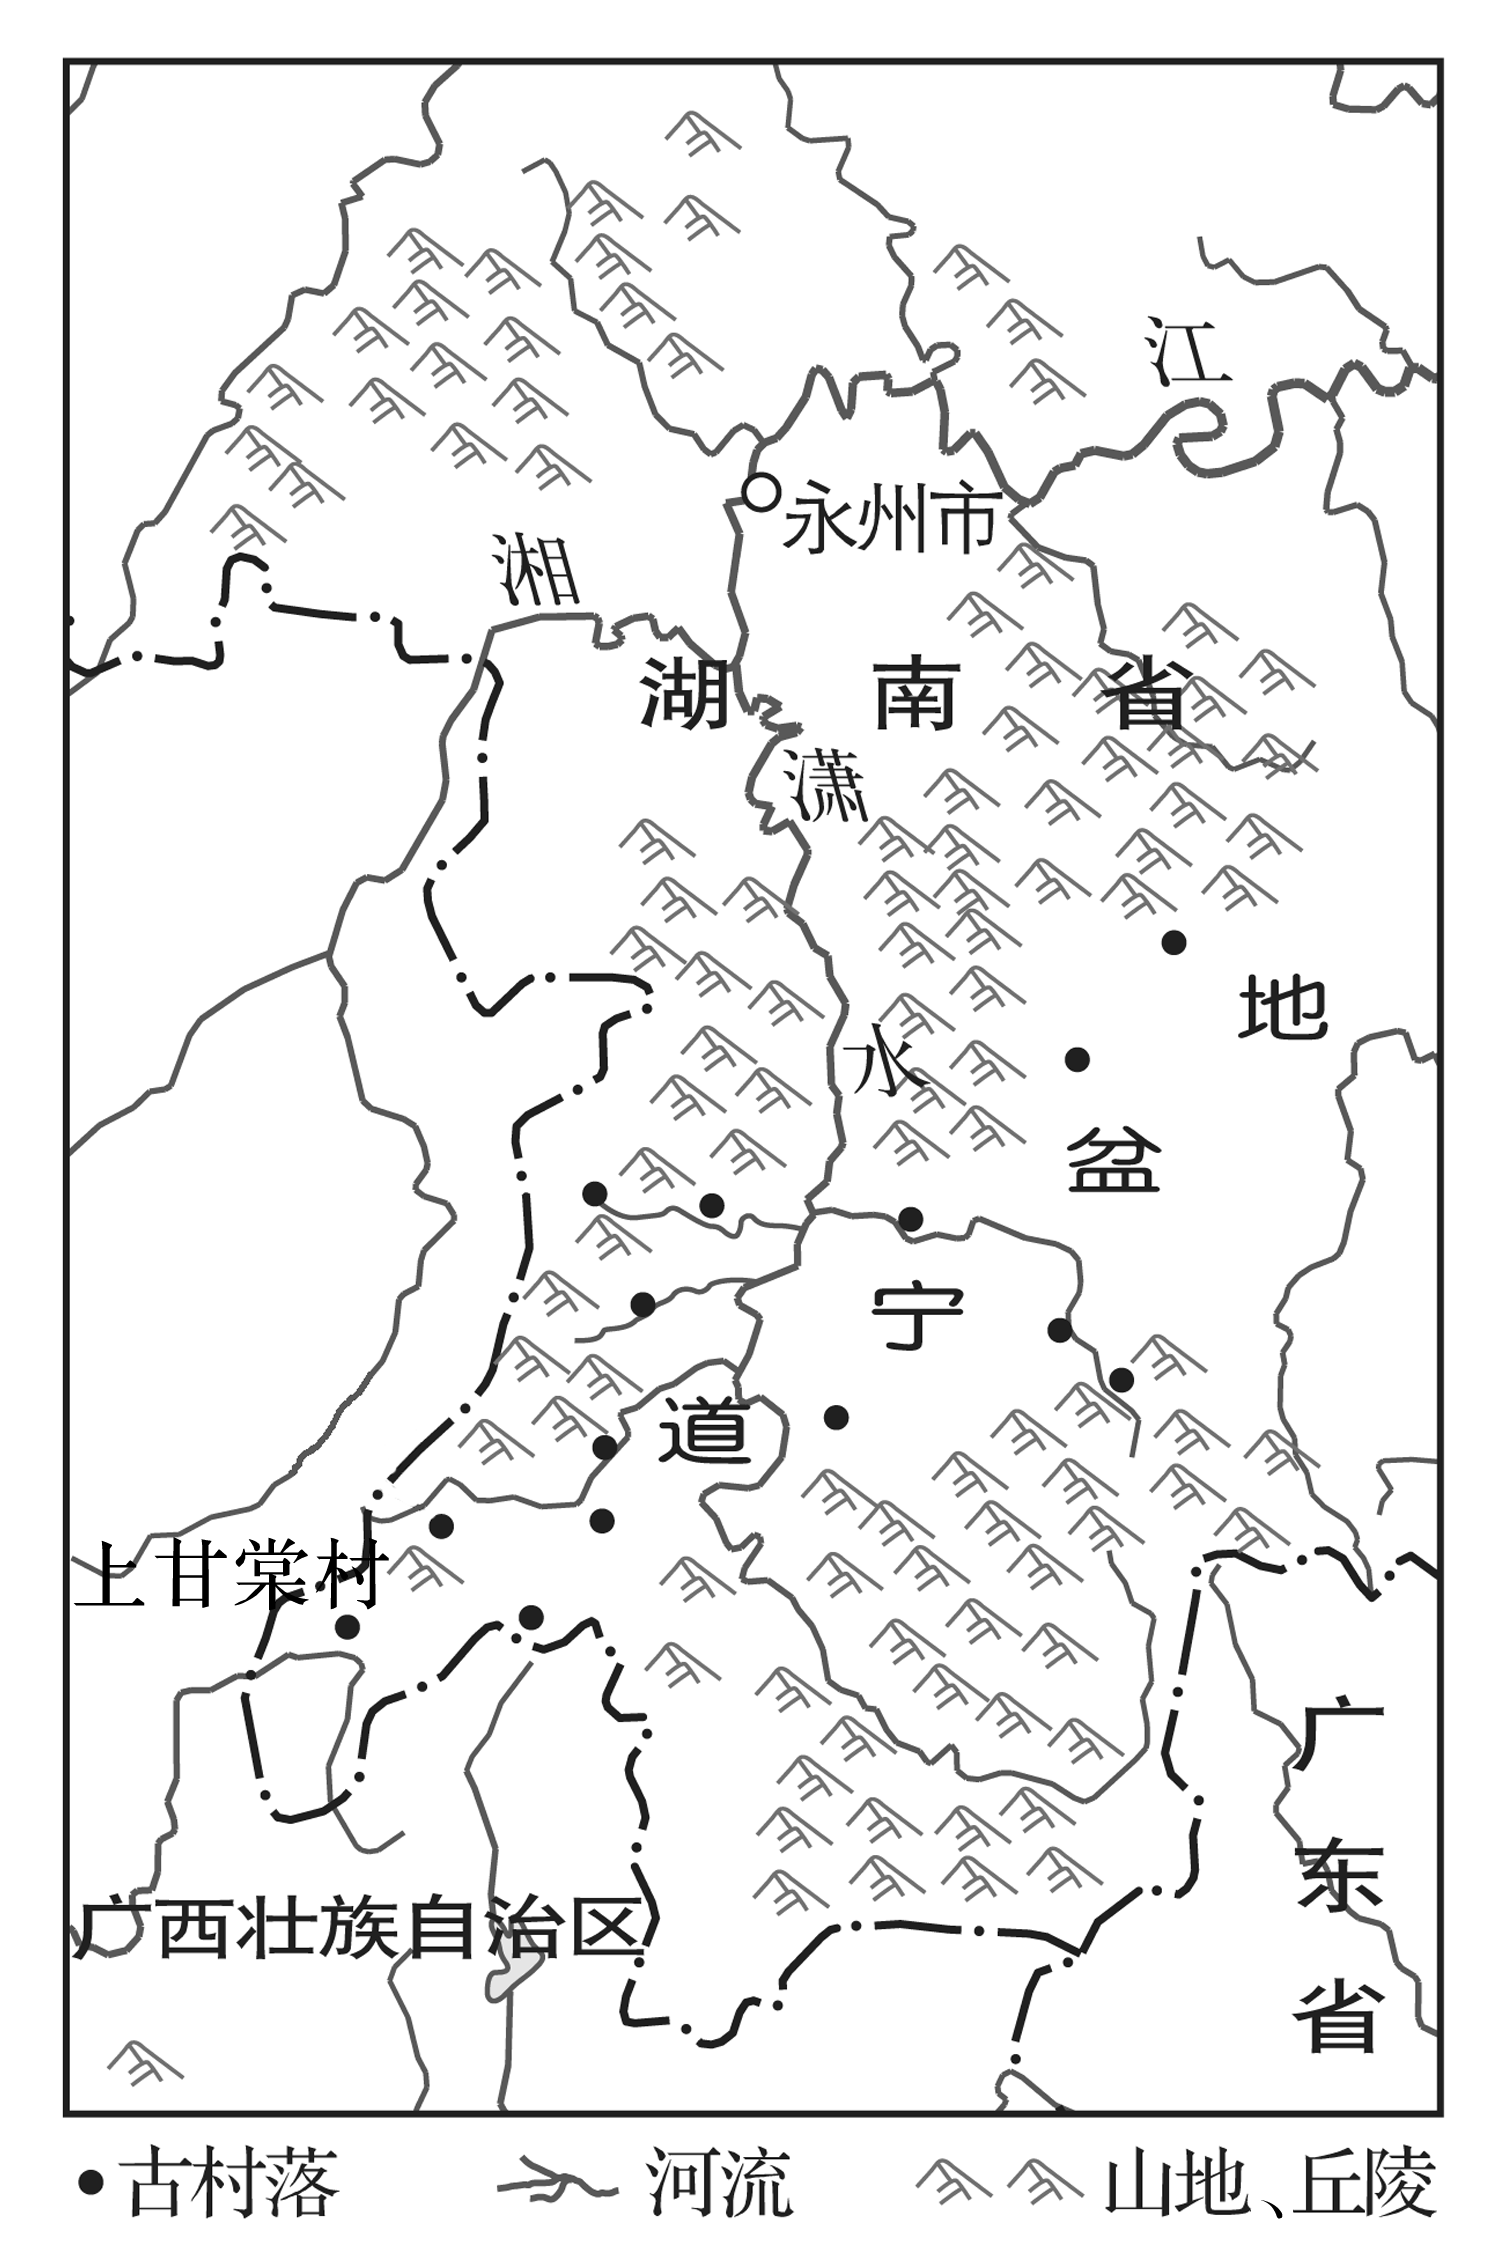 江
永州市
湘
湖南省
潇
地
水
盆
宁
道
上甘棠村
广东省
广西壮族自治区
古村落 河流 山地、丘陵